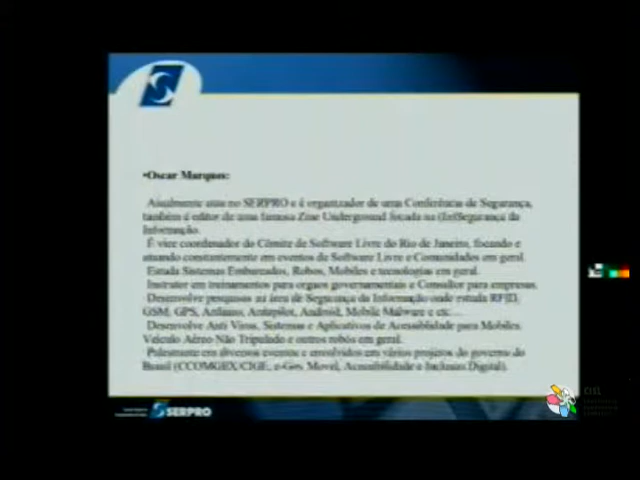 •Oscar Marques:
Atualmente atua no SERPRO e é organizador de uma Conferência de Segurança,
também é editor de uma famosa Zine Underground focada na (In)Segurança da
Informação.
É vice coordenador do Cômite de Software Livre do Rio de Janeiro, focando e
atuando constantemente em eventos de Software Livre e Comunidades em geral.
Estuda Sistemas Embarcados, Robos, Mobiles e tecnologias em geral.
Instrutor em treinamentos para orgãos governamentais e Consultor para empresas.
Desenvolve pesquisas na área de Segurança da Informação onde estuda RFID,
GSM, GPS, Android, Mobile Malware e etc...
Desenvolve Anti Virus, Sistemas e Aplicativos de Acessiblidade para Mobiles.
Veículo Aéreo Não Tripulado e outros robôs em geral.
Palestrante em diversos eventos e envolvidos em vários projetos do governo do
Brasil (CCOMGEX/CIGE, e-Gov Movel, Acessibilidade e Inclusão Digital).
SERPRO